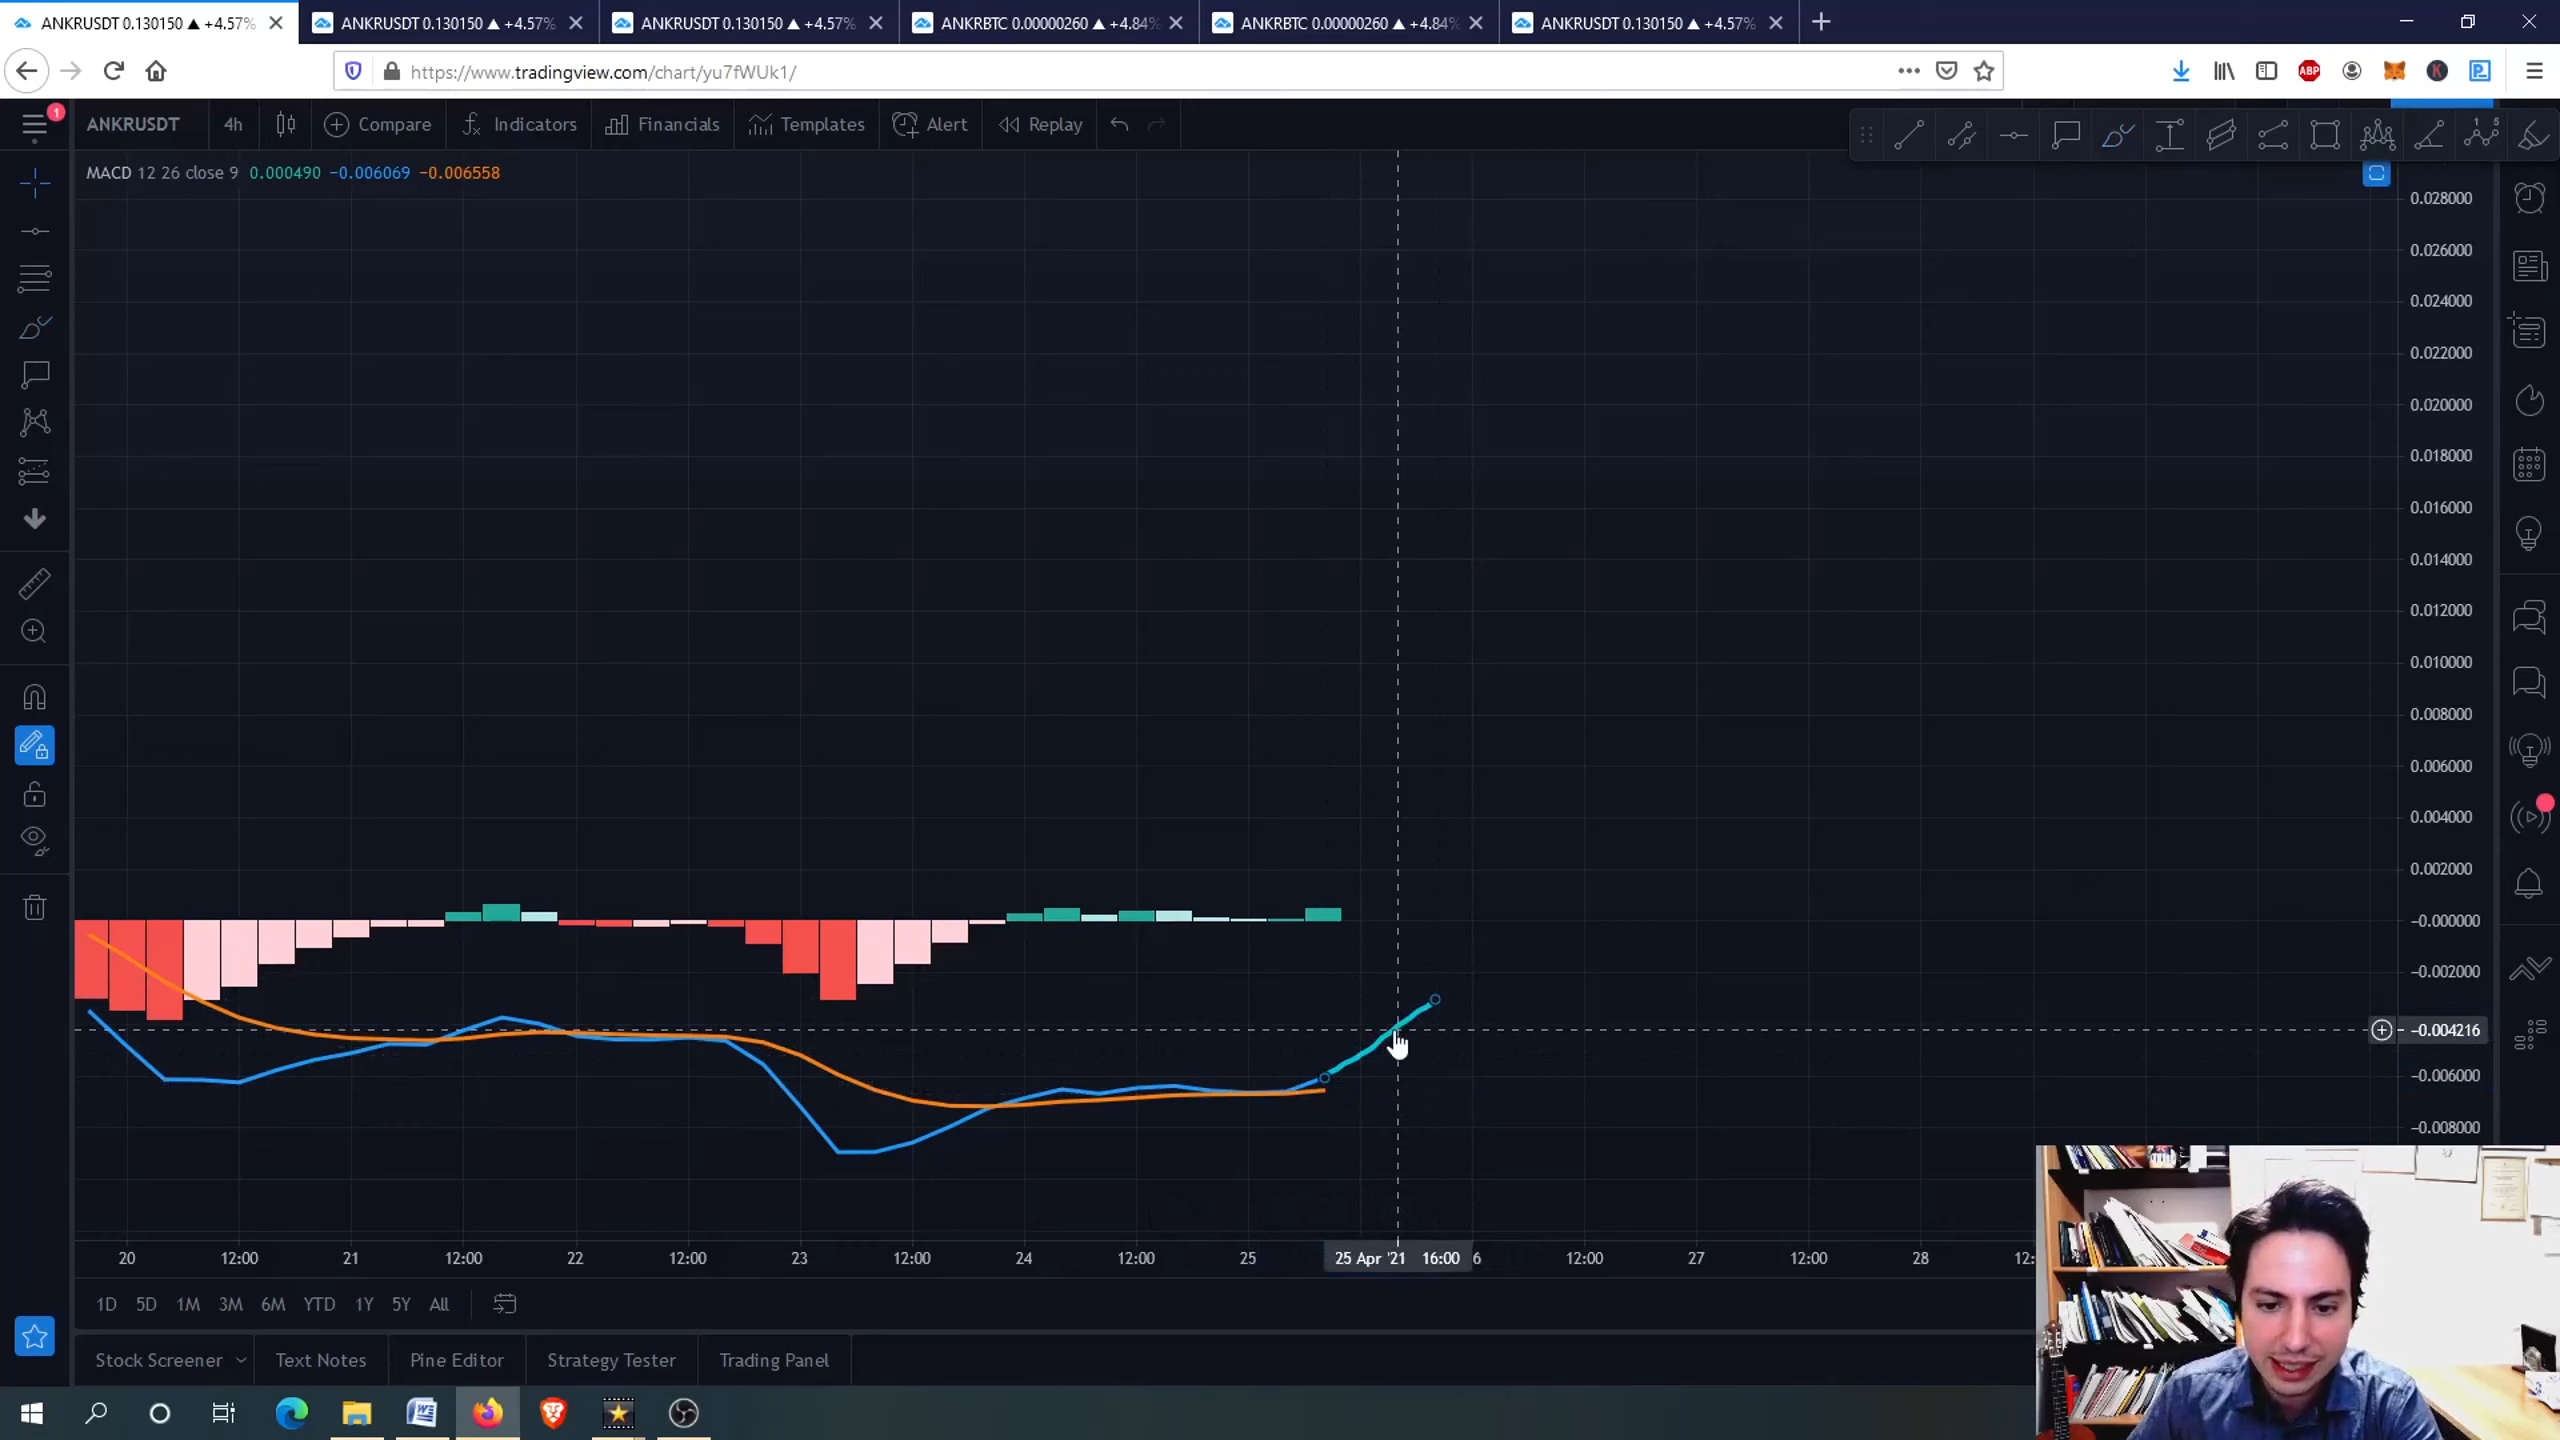 ANKRUSDT 0.130150 ▲ +4.57%
ANKRUSDT 0.130150 ▲ +4.57%
ANKRUSDT 0.130150 ▲ +4.57%
ANKRBTC 0.00000260 ▲ +4.84%
ANKRBTC 0.00000260 ▲ +4.84%
ANKRUSDT 0.130150 ▲ +4.57%
https://www.tradingview.com/chart/yu7fWUk1/
ABP
K
1
ANKRUSDT
4h
Compare
Indicators
Financials
Templates
Alert
Replay
MACD 12 26 close 9 0.000490 −0.006069 −0.006558
0.028000
0.026000
0.024000
0.022000
0.020000
0.018000
0.016000
0.014000
0.012000
0.010000
0.008000
0.006000
0.004000
0.002000
-0.000000
-0.002000
-0.004216
-0.006000
-0.008000
20 12:00 21 12:00 22 12:00 23 12:00 24 12:00 25 25 Apr '21 16:00 6 12:00 27 12:00 28 12:
1D 5D 1M 3M 6M YTD 1Y 5Y All
Stock Screener
Text Notes
Pine Editor
Strategy Tester
Trading Panel